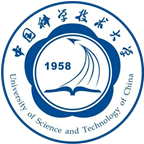 中国科学技术大学
1958
University of Science and Technology of China